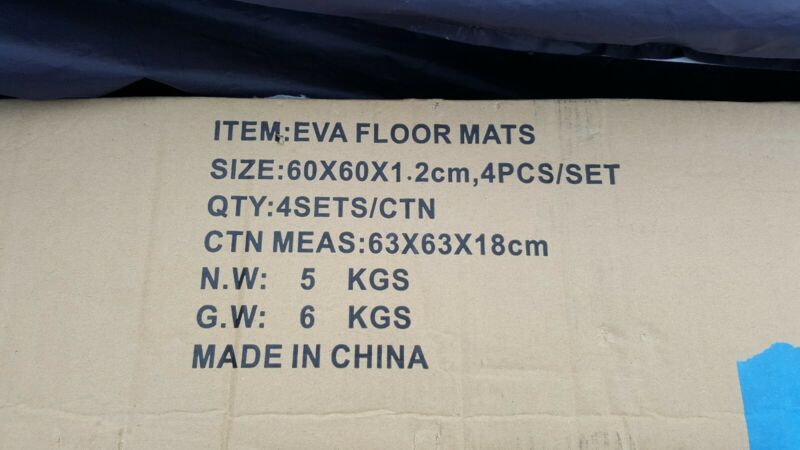 ITEM:EVA FLOOR MATS
SIZE:60X60X1.2cm,4PCS/SET
QTY:4SETS/CTN
CTN MEAS:63X63X18cm
N.W: 5 KGS
G.W: 6 KGS
MADE IN CHINA